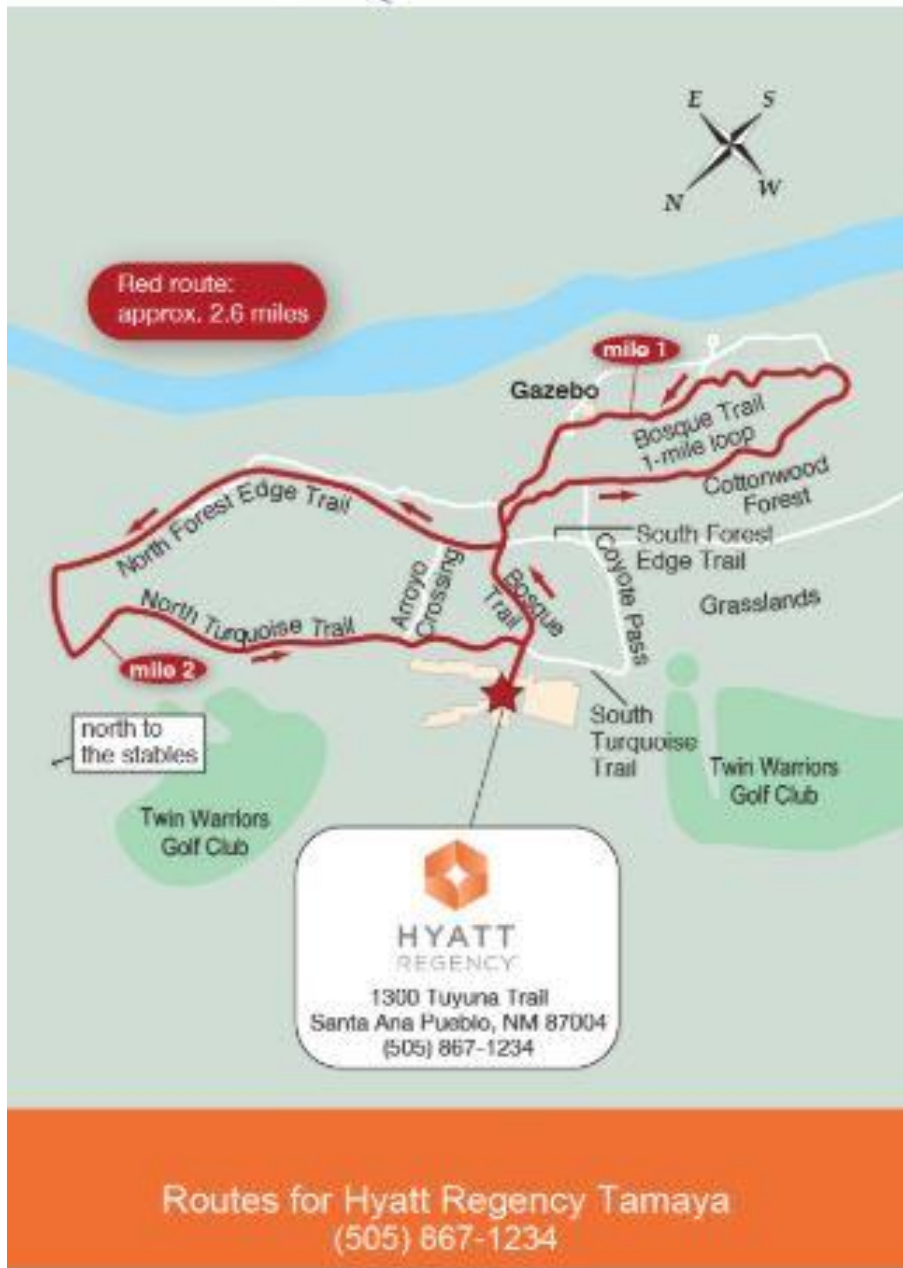 E S
N W
Red route:
approx. 2.6 miles
mile 1
Gazebo
Bosque Trail
1-mile loop
Cottonwood
Forest
North Forest Edge Trail
South Forest
Edge Trail
Coyote Pass
Arroyo
Crossing
Bosque
Trail
Grasslands
North Turquoise Trail
mile 2
South
Turquoise
Trail
north to
the stables
Twin Warriors
Golf Club
Twin Warriors
Golf Club
HYATT
REGENCY
1300 Tuyuna Trail
Santa Ana Pueblo, NM 87004
(505) 867-1234
Routes for Hyatt Regency Tamaya
(505) 867-1234